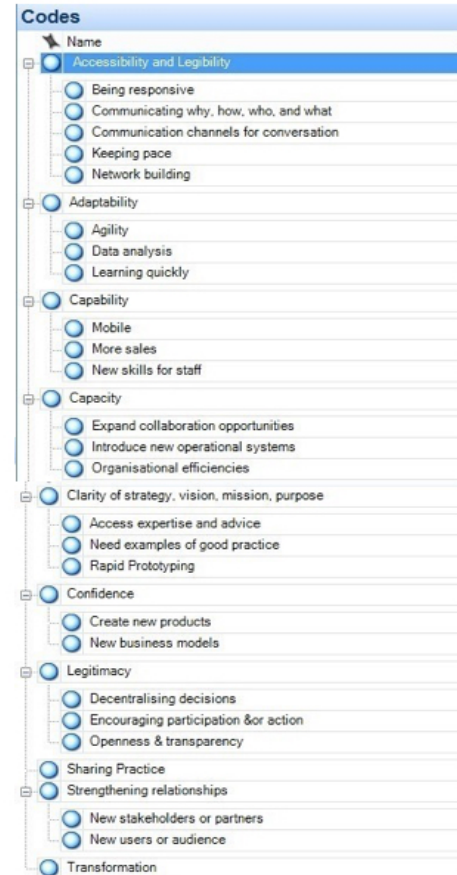 Codes
Name
Accessibility and Legibility
Being responsive
Communicating why, how, who, and what
Communication channels for conversation
Keeping pace
Network building
Adaptability
Agility
Data analysis
Learning quickly
Capability
Mobile
More sales
New skills for staff
Capacity
Expand collaboration opportunities
Introduce new operational systems
Organisational efficiencies
Clarity of strategy, vision, mission, purpose
Access expertise and advice
Need examples of good practice
Rapid Prototyping
Confidence
Create new products
New business models
Legitimacy
Decentralising decisions
Encouraging participation &or action
Openness & transparency
Sharing Practice
Strengthening relationships
New stakeholders or partners
New users or audience
Transformation